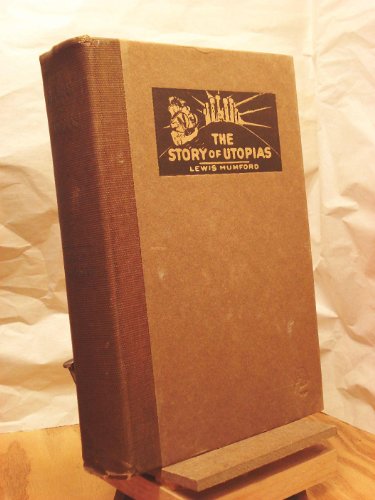 THE
STORY OF UTOPIAS
LEWIS MUMFORD